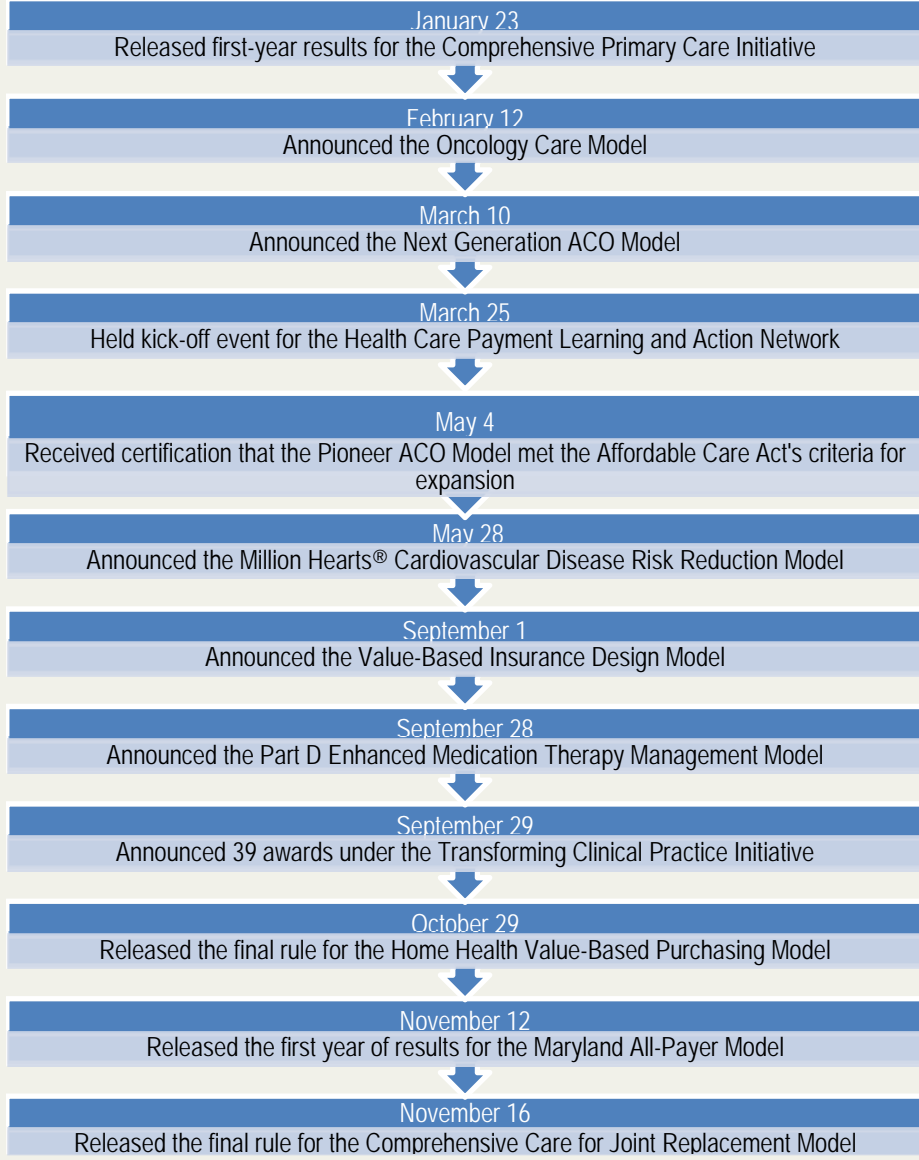 January 23
Released first-year results for the Comprehensive Primary Care Initiative
February 12
Announced the Oncology Care Model
March 10
Announced the Next Generation ACO Model
March 25
Held kick-off event for the Health Care Payment Learning and Action Network
May 4
Received certification that the Pioneer ACO Model met the Affordable Care Act's criteria for
expansion
May 28
Announced the Million Hearts® Cardiovascular Disease Risk Reduction Model
September 1
Announced the Value-Based Insurance Design Model
September 28
Announced the Part D Enhanced Medication Therapy Management Model
September 29
Announced 39 awards under the Transforming Clinical Practice Initiative
October 29
Released the final rule for the Home Health Value-Based Purchasing Model
November 12
Released the first year of results for the Maryland All-Payer Model
November 16
Released the final rule for the Comprehensive Care for Joint Replacement Model